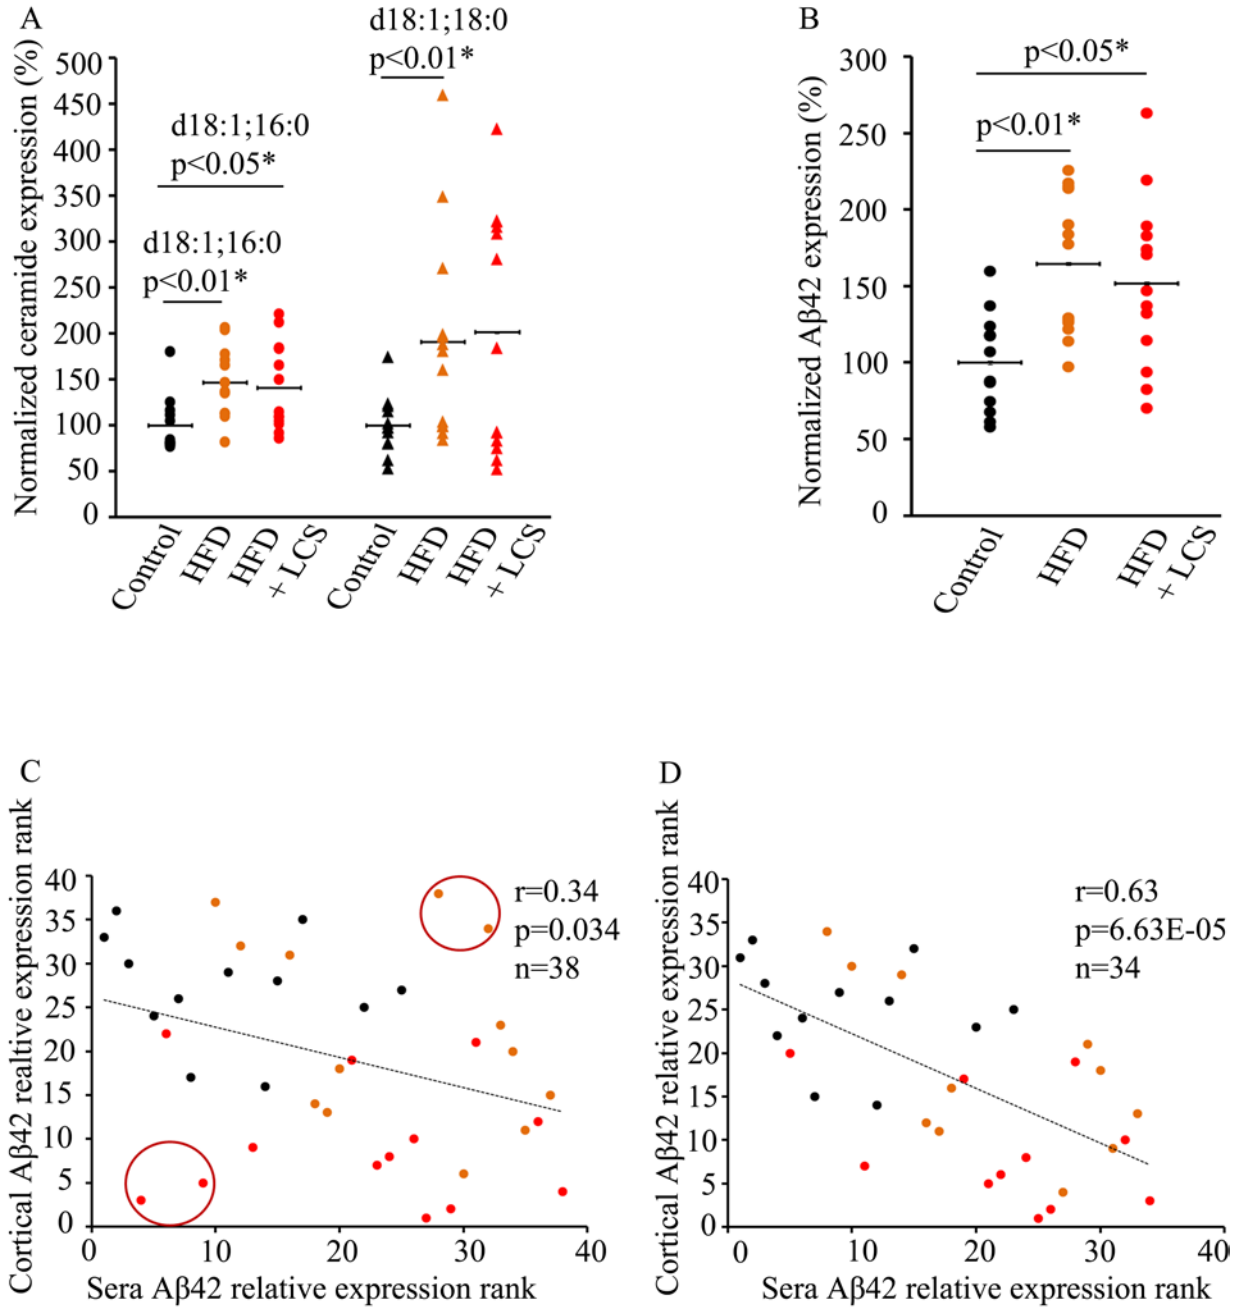 A
Normalized ceramide expression (%)
500
450
400
350
300
250
200
150
100
50
0
d18:1;16:0
p<0.01*
d18:1;16:0
p<0.05*
d18:1;18:0
p<0.01*
Control
HFD
HFD
+ LCS
Control
HFD
HFD
+ LCS
B
Normalized Aβ42 expression (%)
300
250
200
150
100
50
0
p<0.05*
p<0.01*
Control
HFD
HFD
+ LCS
C
Cortical Aβ42 realtive expression rank
40
35
30
25
20
15
10
5
0
r=0.34
p=0.034
n=38
0 10 20 30 40
Sera Aβ42 relative expression rank
D
Cortical Aβ42 relative expression rank
40
35
30
25
20
15
10
5
0
r=0.63
p=6.63E-05
n=34
0 10 20 30 40
Sera Aβ42 relative expression rank